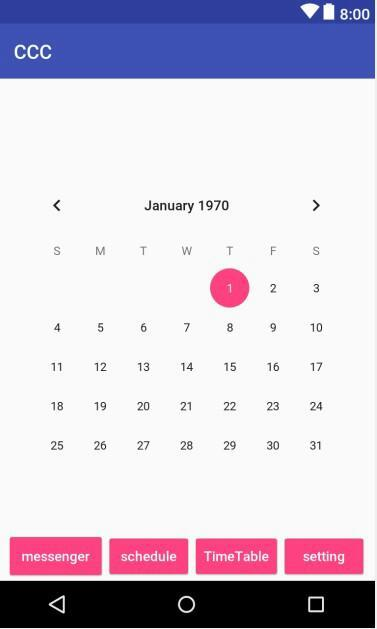 8:00
CCC
January 1970
S M T W T F S
1 2 3
4 5 6 7 8 9 10
11 12 13 14 15 16 17
18 19 20 21 22 23 24
25 26 27 28 29 30 31
messenger schedule TimeTable setting